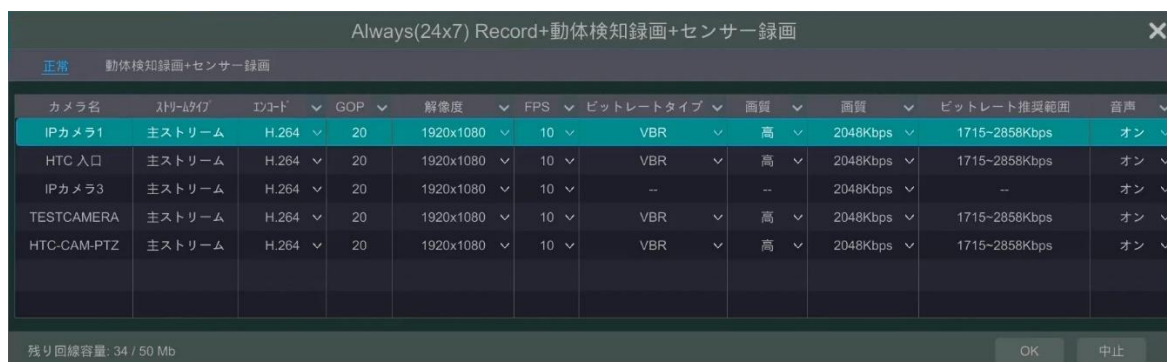 Always(24x7) Record+動体検知録画+センサー録画
正常 動体検知録画+センサー録画
カメラ名 ｽﾄﾘｰﾑﾀｲﾌﾟ ｴﾝｺｰﾄﾞ GOP 解像度 FPS ビットレートタイプ 画質 画質 ビットレート推奨範囲 音声
IPカメラ1 主ストリーム H.264 20 1920x1080 10 VBR 高 2048Kbps 1715~2858Kbps オン
HTC 入口 主ストリーム H.264 20 1920x1080 10 VBR 高 2048Kbps 1715~2858Kbps オン
IPカメラ3 主ストリーム H.264 20 1920x1080 10 -- -- 2048Kbps -- オン
TESTCAMERA 主ストリーム H.264 20 1920x1080 10 VBR 高 2048Kbps 1715~2858Kbps オン
HTC-CAM-PTZ 主ストリーム H.264 20 1920x1080 10 VBR 高 2048Kbps 1715~2858Kbps オン
残り回線容量: 34 / 50 Mb OK 中止